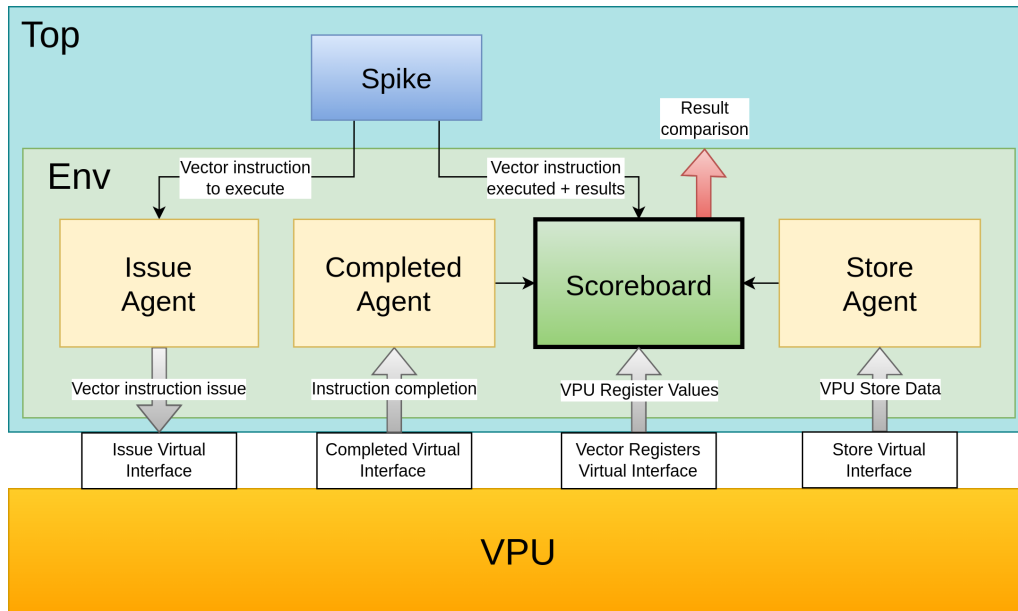 Top
Spike
Result
comparison
Env
Vector instruction
to execute
Vector instruction
executed + results
Issue
Agent
Completed
Agent
Scoreboard
Store
Agent
Vector instruction issue
Instruction completion
VPU Register Values
VPU Store Data
Issue Virtual
Interface
Completed Virtual
Interface
Vector Registers
Virtual Interface
Store Virtual
Interface
VPU